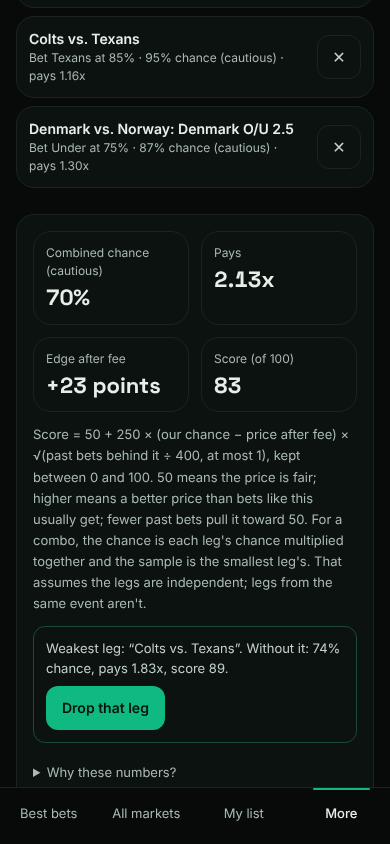 Colts vs. Texans
Bet Texans at 85% · 95% chance (cautious) ·
pays 1.16x
✕
Denmark vs. Norway: Denmark O/U 2.5
Bet Under at 75% · 87% chance (cautious) ·
pays 1.30x
✕
Combined chance
(cautious)
70%
Pays
2.13x
Edge after fee
+23 points
Score (of 100)
83
Score = 50 + 250 × (our chance − price after fee) ×
√(past bets behind it ÷ 400, at most 1), kept
between 0 and 100. 50 means the price is fair;
higher means a better price than bets like this
usually get; fewer past bets pull it toward 50. For a
combo, the chance is each leg's chance multiplied
together and the sample is the smallest leg's. That
assumes the legs are independent; legs from the
same event aren't.
Weakest leg: “Colts vs. Texans”. Without it: 74%
chance, pays 1.83x, score 89.
Drop that leg
▶ Why these numbers?
Best bets
All markets
My list
More